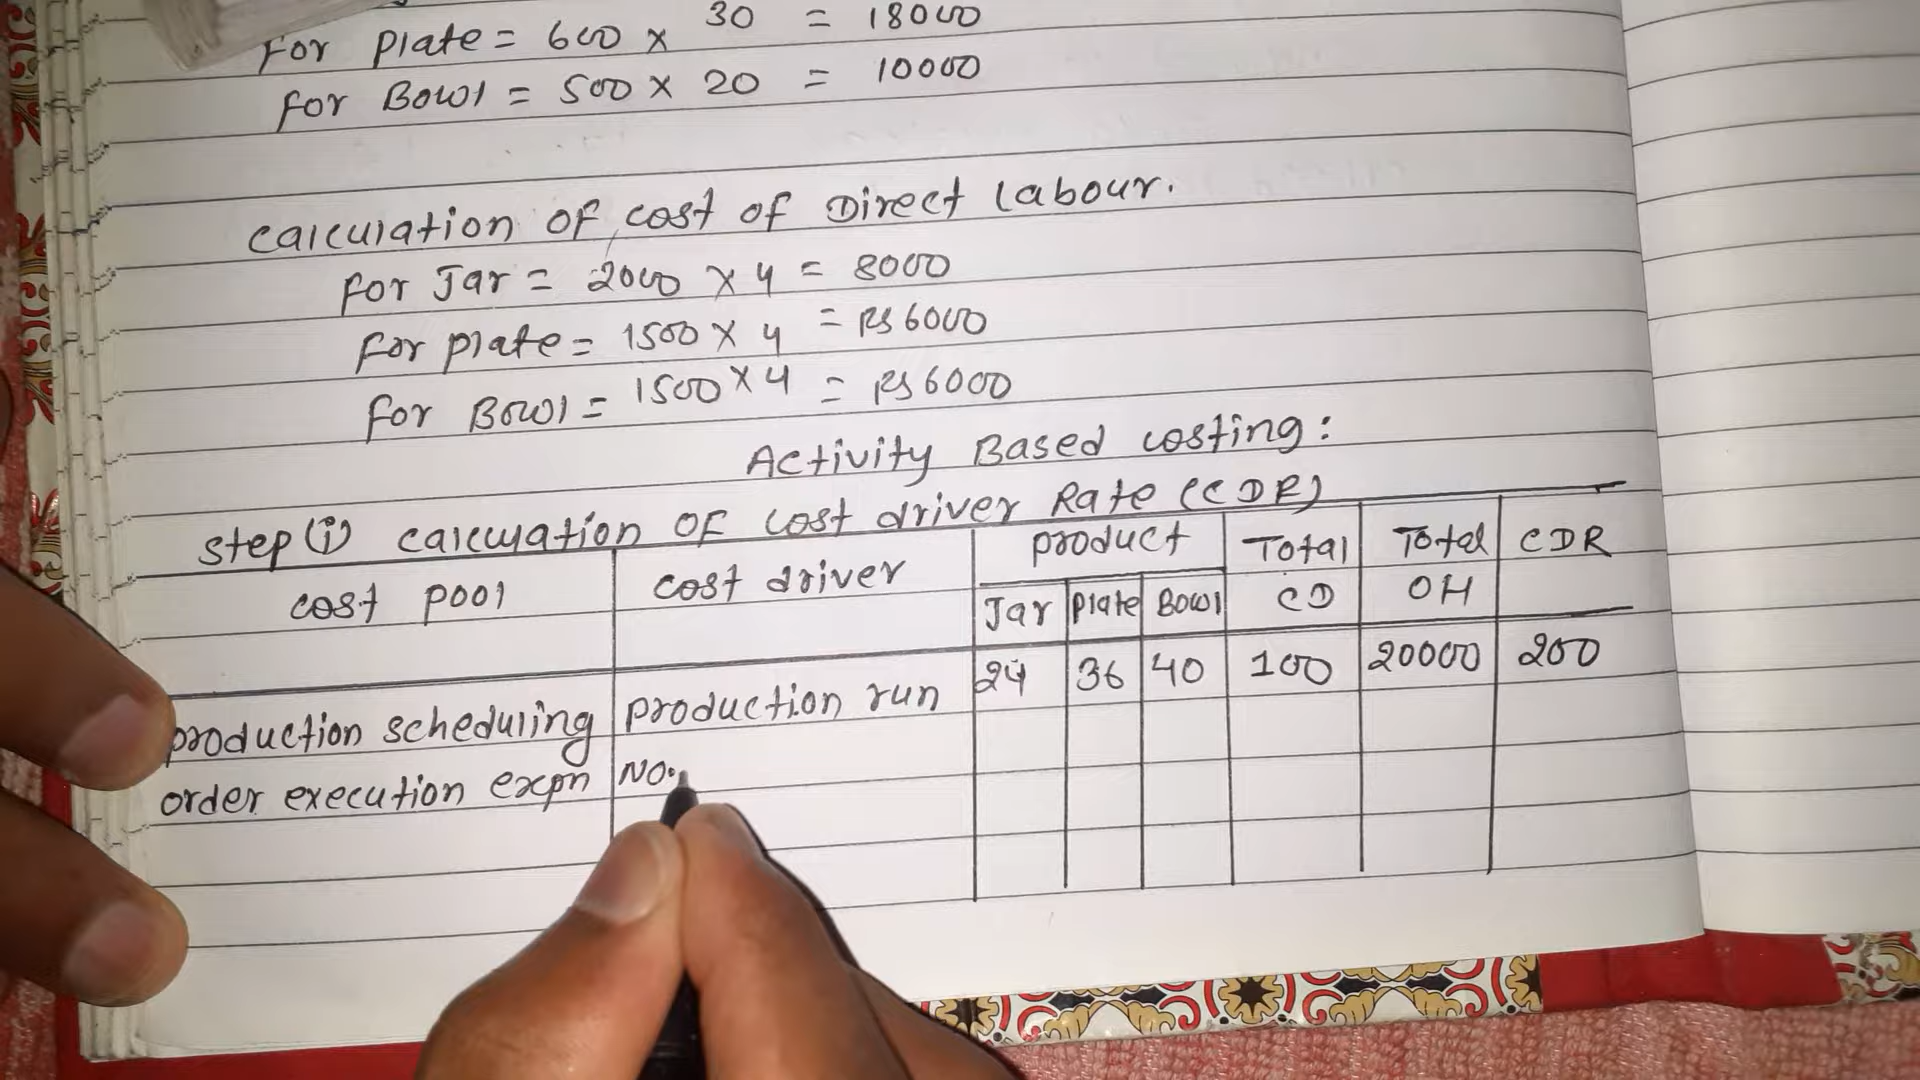 For Plate = 600 x 30 = 18000
For Bowl = 500 x 20 = 10000
Calculation of cost of Direct Labour.
For Jar = 2000 x 4 = 8000
For plate = 1500 x 4 = Rs 6000
For Bowl = 1500 x 4 = Rs 6000
Activity Based costing:
step (i) calculation of cost driver Rate (CDR)
cost pool cost driver product Total CD Total OH CDR
Jar Plate Bowl
production scheduling production run 24 36 40 100 20000 200
order execution expn No.